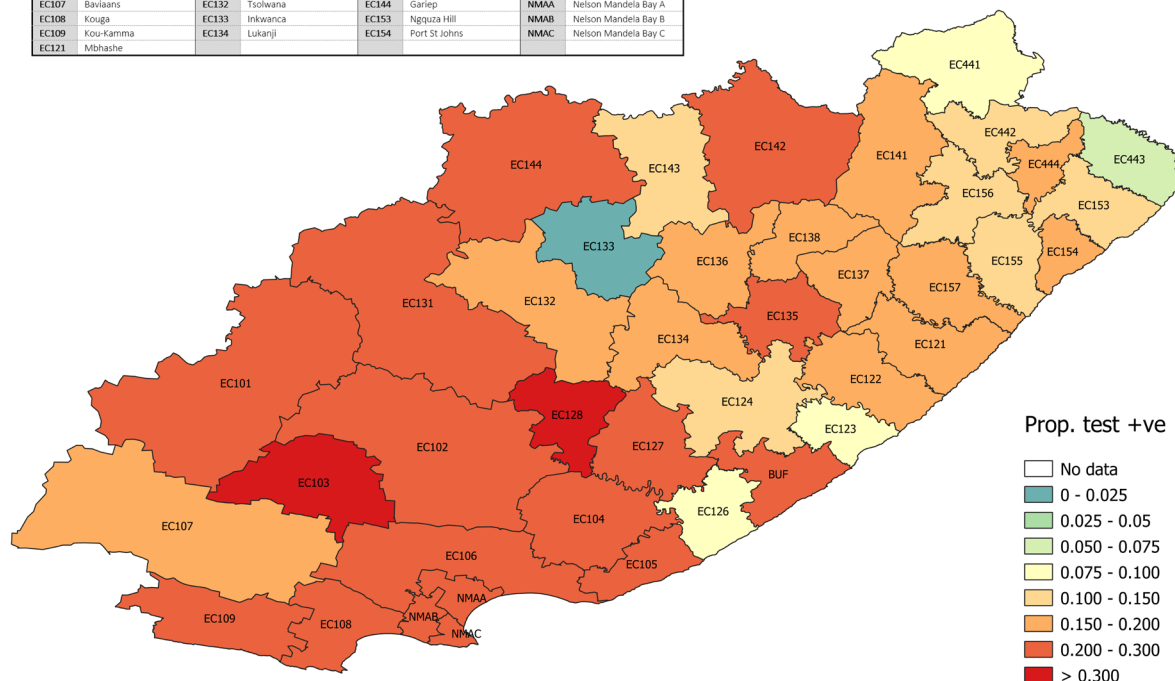 EC107 Baviaans EC132 Tsolwana EC144 Gariep NMAA Nelson Mandela Bay A
EC108 Kouga EC133 Inkwanca EC153 Ngquza Hill NMAB Nelson Mandela Bay B
EC109 Kou-Kamma EC134 Lukanji EC154 Port St Johns NMAC Nelson Mandela Bay C
EC121 Mbhashe
EC441
EC442
EC443
EC444
EC141
EC142
EC143
EC144
EC156
EC153
EC138
EC133
EC154
EC155
EC136
EC137
EC157
EC131
EC132
EC135
EC134
EC121
EC122
EC101
EC124
EC128
EC123
EC102
EC127
BUF
EC103
EC126
EC104
EC107
EC106
EC105
NMAA
EC109
EC108
NMAB
NMAC
Prop. test +ve
No data
0 - 0.025
0.025 - 0.05
0.050 - 0.075
0.075 - 0.100
0.100 - 0.150
0.150 - 0.200
0.200 - 0.300
> 0.300